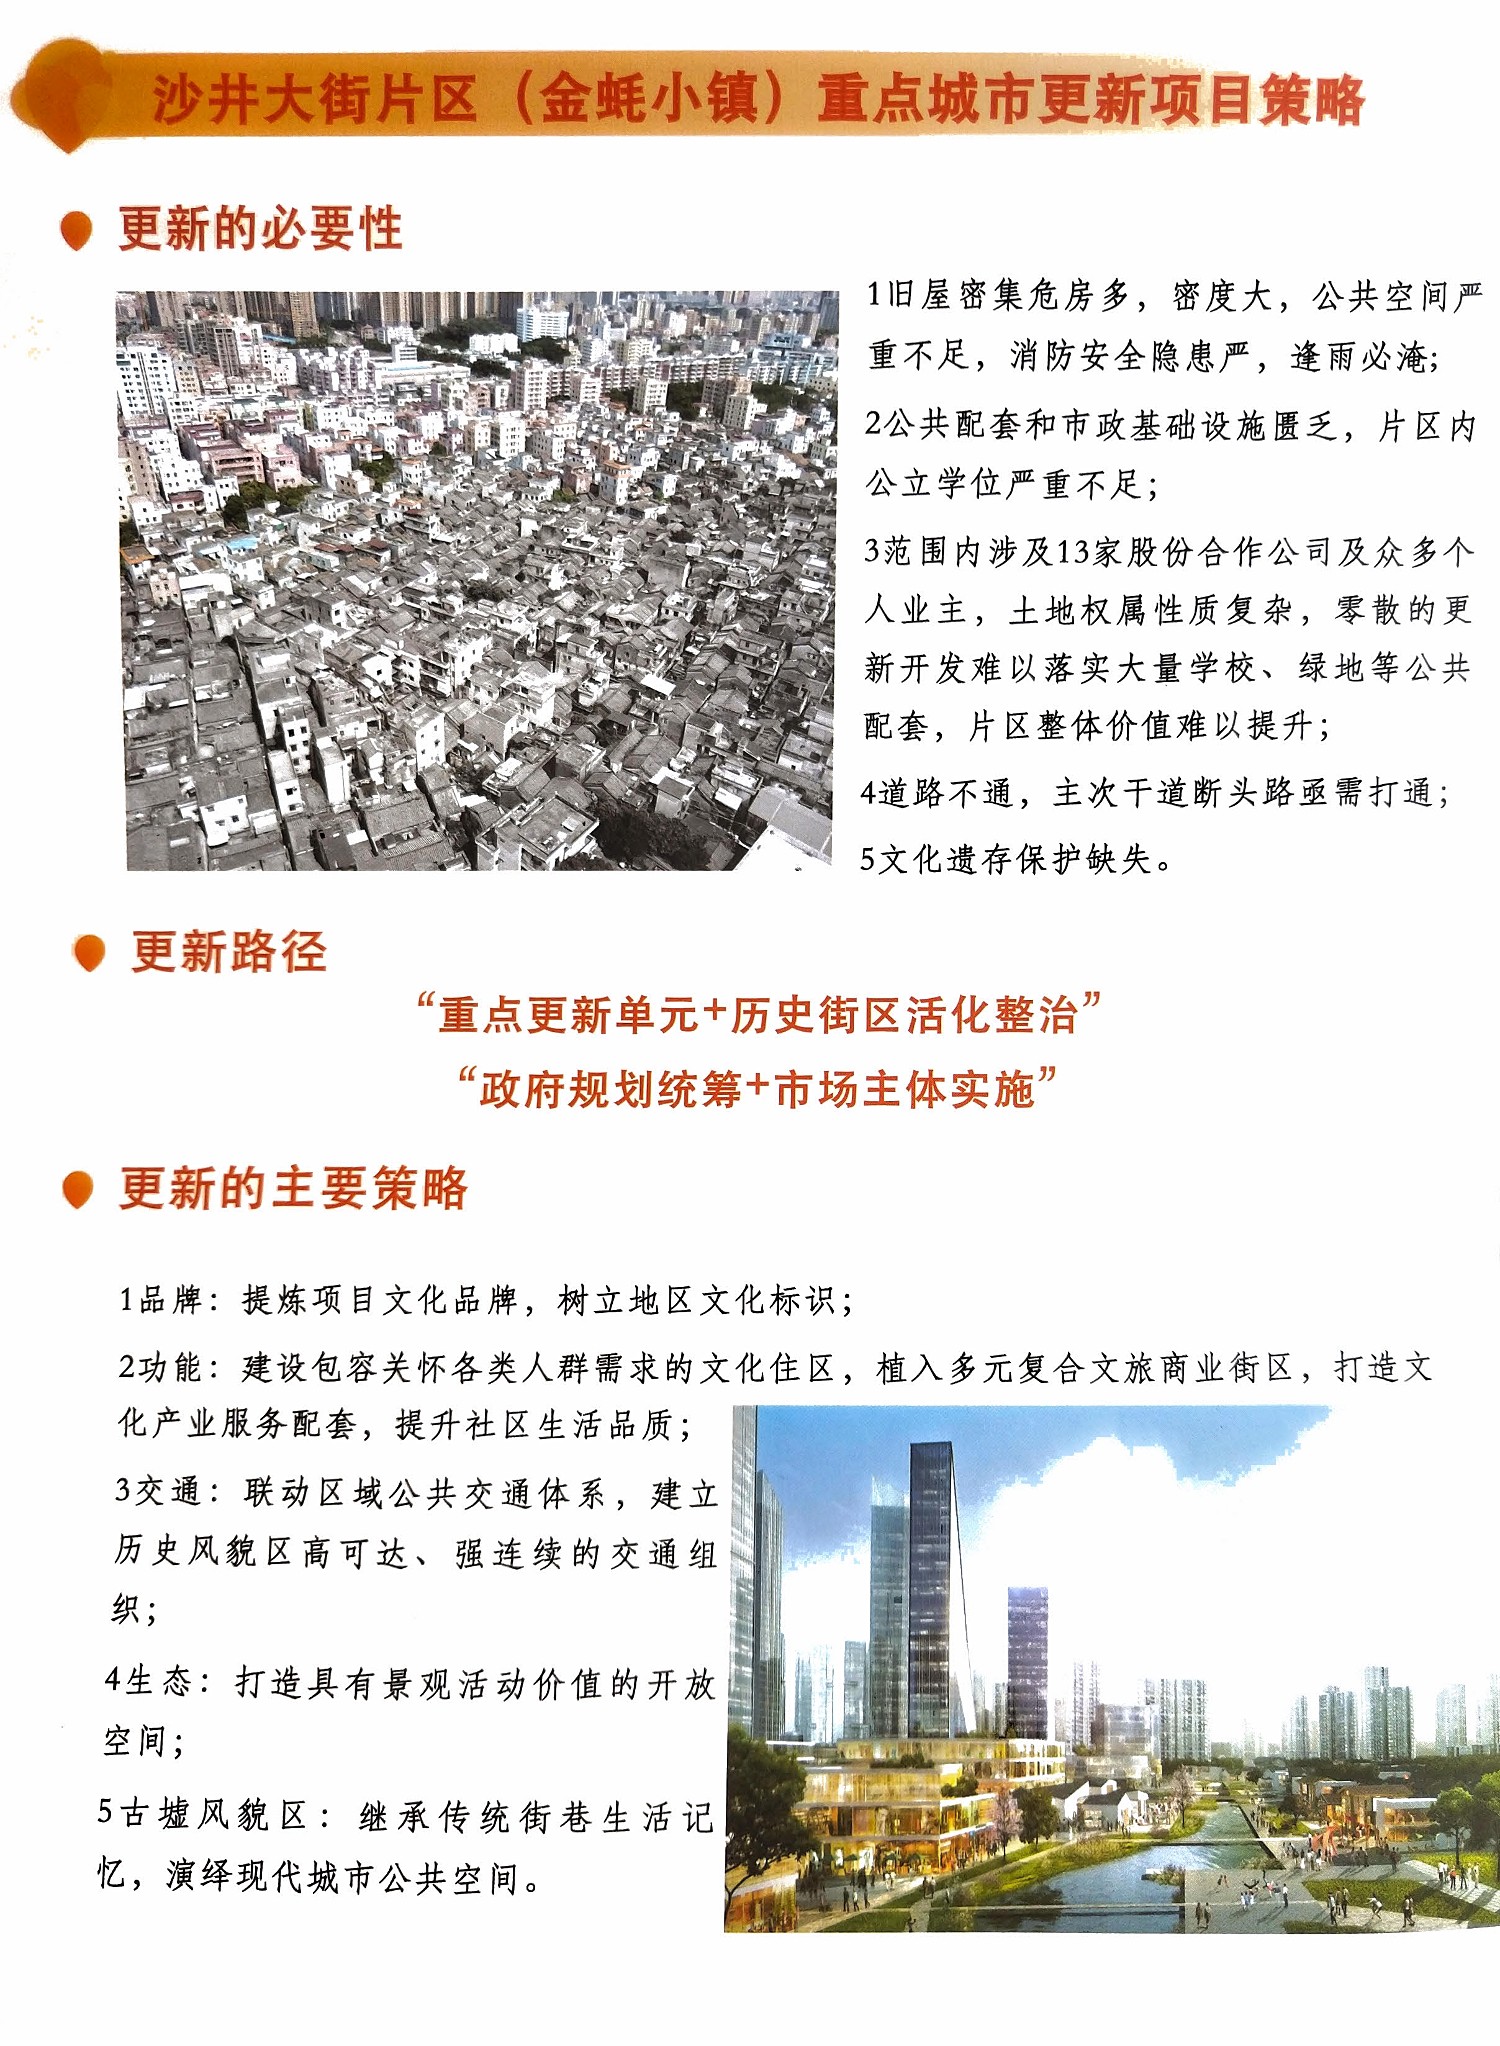 沙井大街片区（金蚝小镇）重点城市更新项目策略
更新的必要性
1旧屋密集危房多，密度大，公共空间严
重不足，消防安全隐患严，逢雨必淹；
2公共配套和市政基础设施匮乏，片区内
公立学位严重不足；
3范围内涉及13家股份合作公司及众多个
人业主，土地权属性质复杂，零散的更
新开发难以落实大量学校、绿地等公共
配套，片区整体价值难以提升；
4道路不通，主次干道断头路亟需打通；
5文化遗存保护缺失。
更新路径
“重点更新单元+历史街区活化整治”
“政府规划统筹+市场主体实施”
更新的主要策略
1品牌：提炼项目文化品牌，树立地区文化标识；
2功能：建设包容关怀各类人群需求的文化住区，植入多元复合文旅商业街区，打造文
化产业服务配套，提升社区生活品质；
3交通：联动区域公共交通体系，建立
历史风貌区高可达、强连续的交通组
织；
4生态：打造具有景观活动价值的开放
空间；
5古墟风貌区：继承传统街巷生活记
忆，演绎现代城市公共空间。